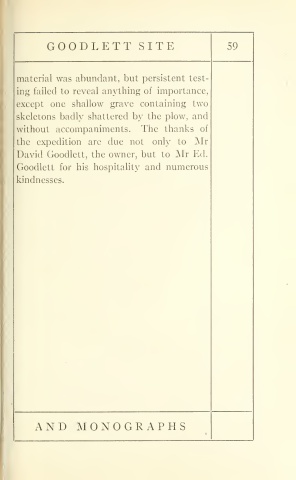 GOODLETT SITE 59
material was abundant, but persistent test-
ing failed to reveal anything of importance,
except one shallow grave containing two
skeletons badly shattered by the plow, and
without accompaniments. The thanks of
the expedition are due not only to Mr
David Goodlett, the owner, but to Mr Ed.
Goodlett for his hospitality and numerous
kindnesses.
AND MONOGRAPHS